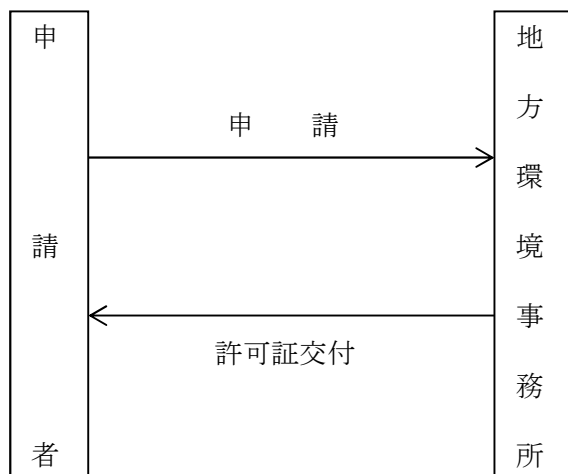 申請者
申　請
許可証交付
地方環境事務所